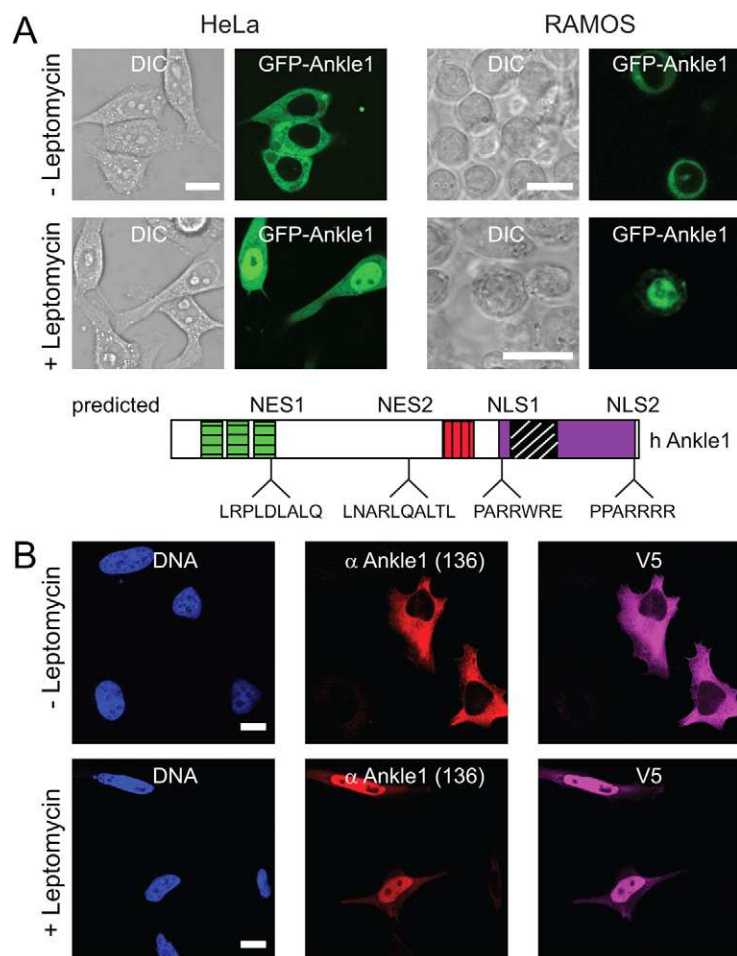 A
HeLa
RAMOS
- Leptomycin
DIC
GFP-Ankle1
DIC
GFP-Ankle1
+ Leptomycin
DIC
GFP-Ankle1
DIC
GFP-Ankle1
predicted NES1 NES2 NLS1 NLS2
h Ankle1
LRPLDLALQ LNARLQALTL PARRWRE PPARRRR
B
- Leptomycin
DNA
α Ankle1 (136)
V5
+ Leptomycin
DNA
α Ankle1 (136)
V5